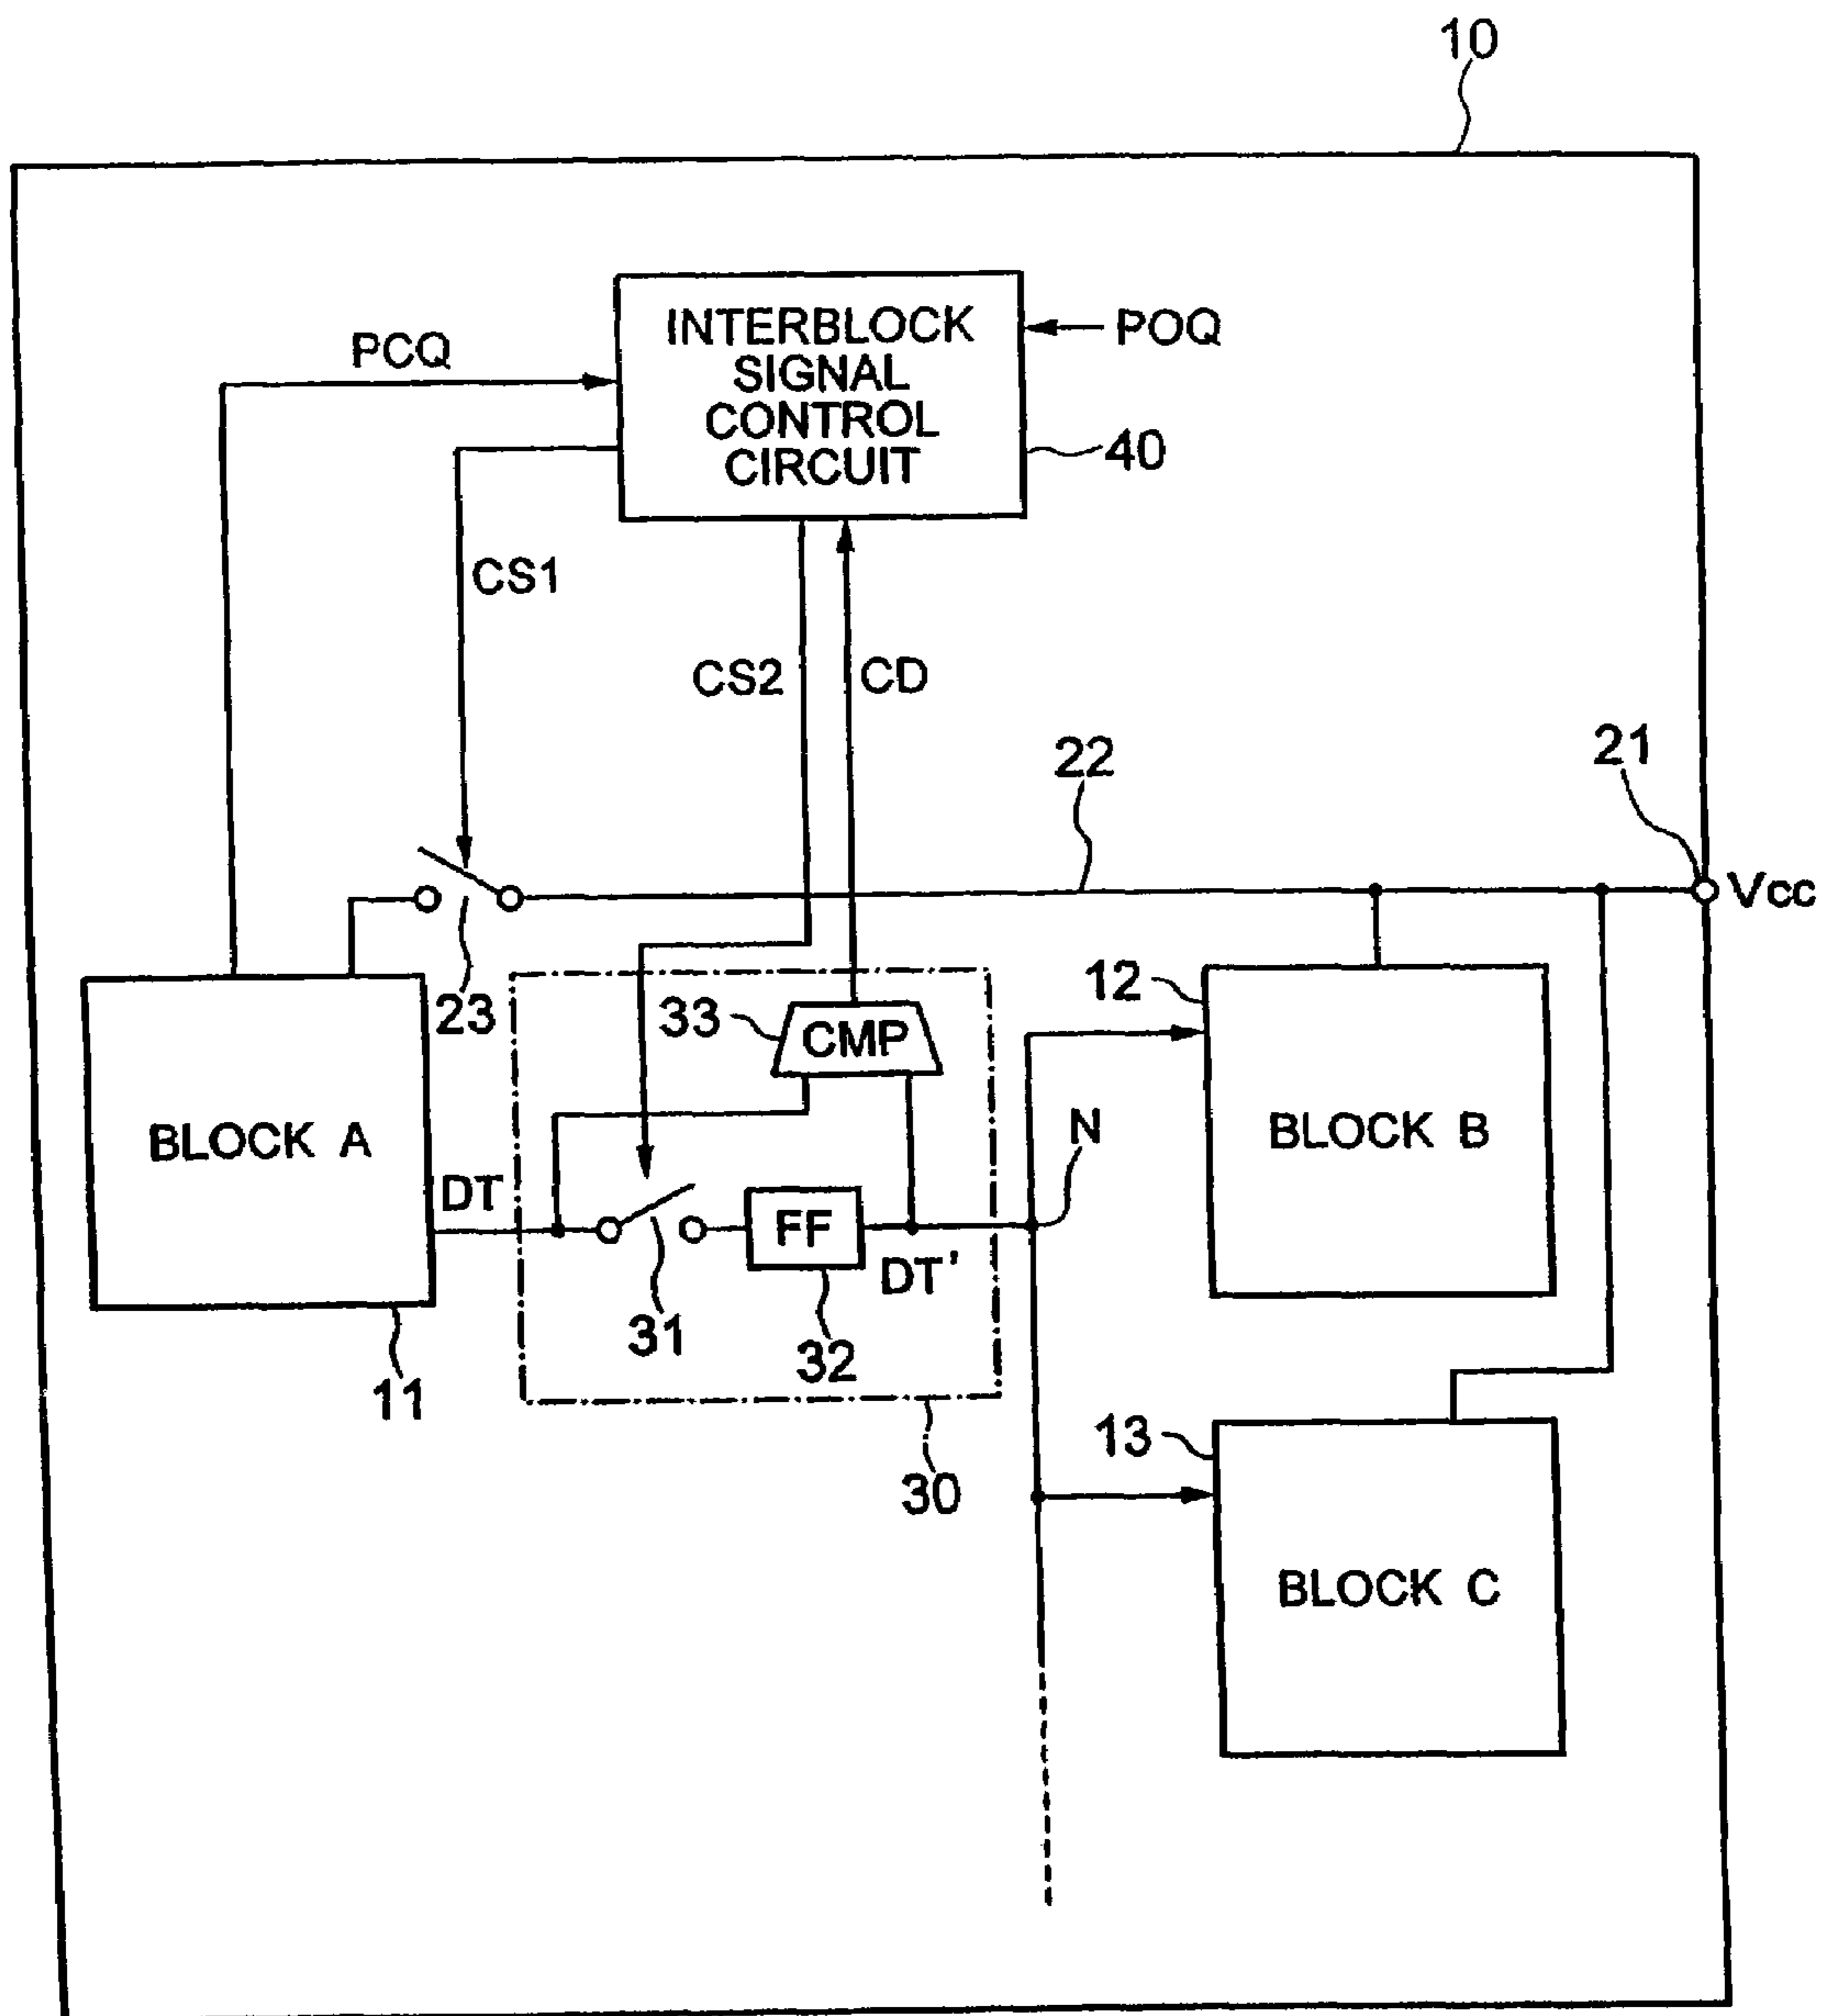 10
INTERBLOCK
SIGNAL
CONTROL
CIRCUIT
PCQ
POQ
40
CS1
CS2
CD
22
21
Vcc
23
33
CMP
12
BLOCK A
BLOCK B
N
DT
FF
DT'
31
32
11
30
13
BLOCK C